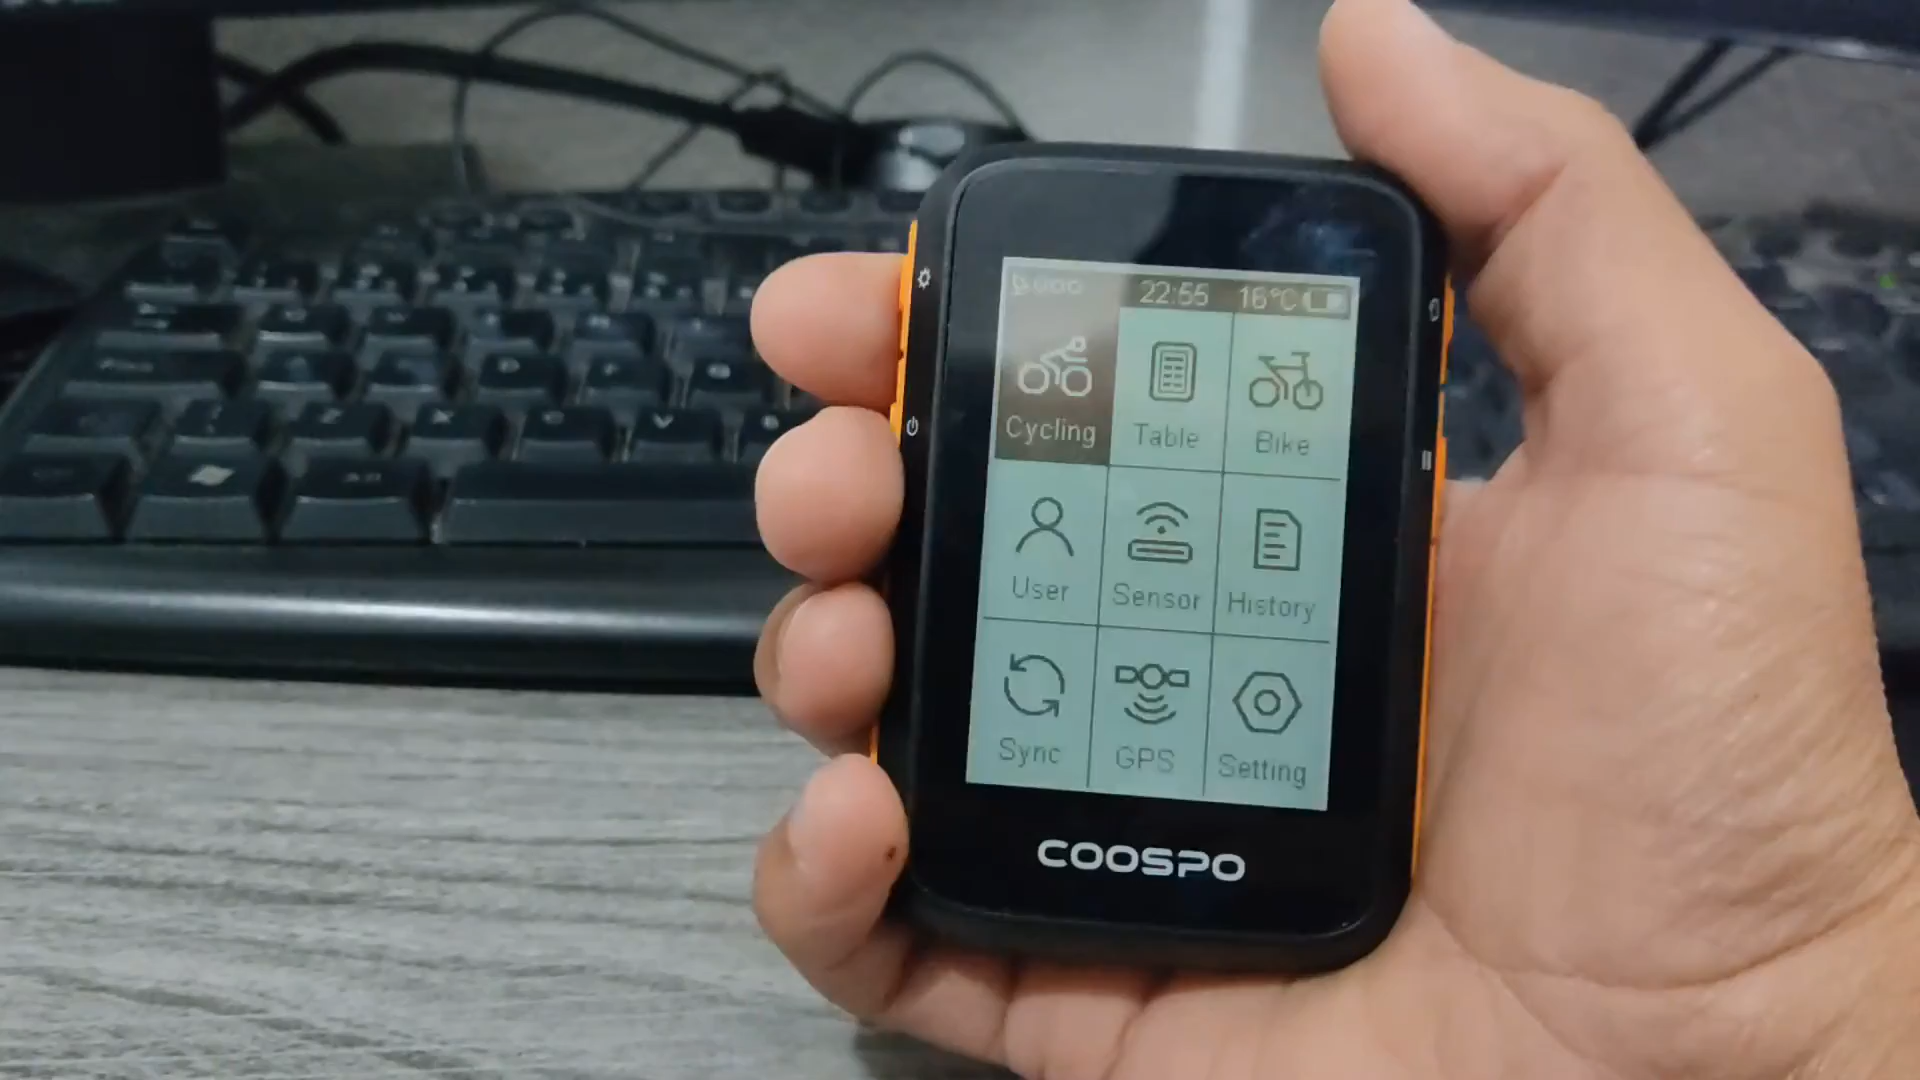 22:55 16°C
Cycling Table Bike
User Sensor History
Sync GPS Setting
COOSPO
Z X C V B